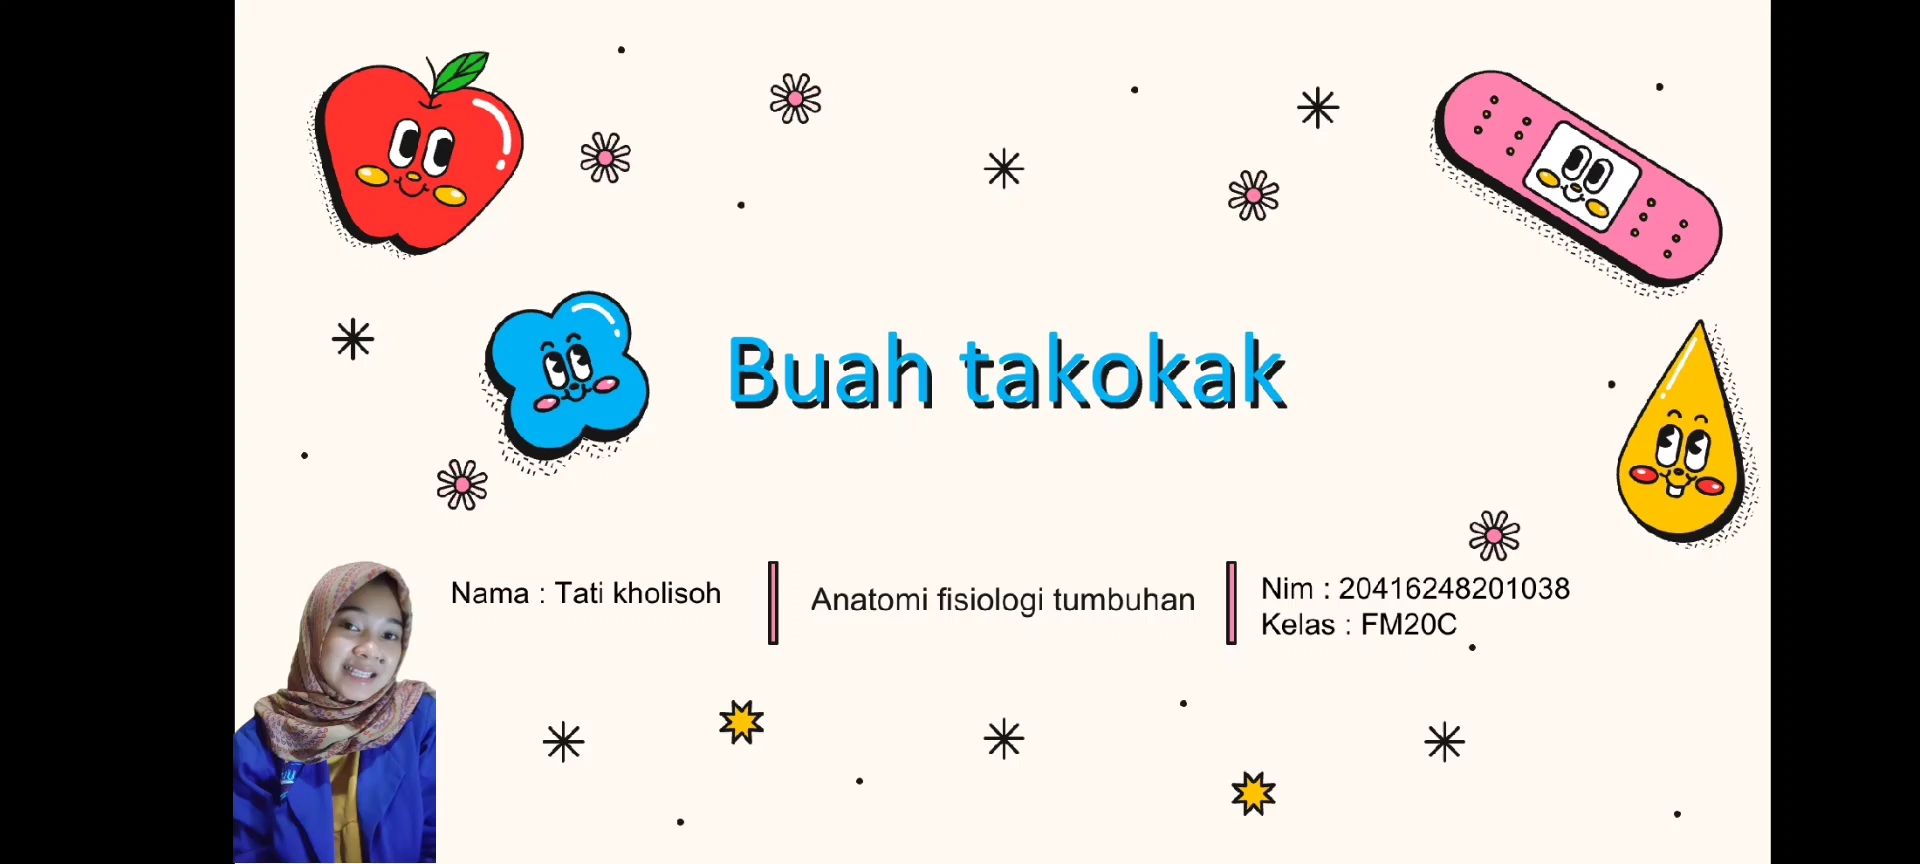 Buah takokak
Nama : Tati kholisoh
Anatomi fisiologi tumbuhan
Nim : 20416248201038
Kelas : FM20C